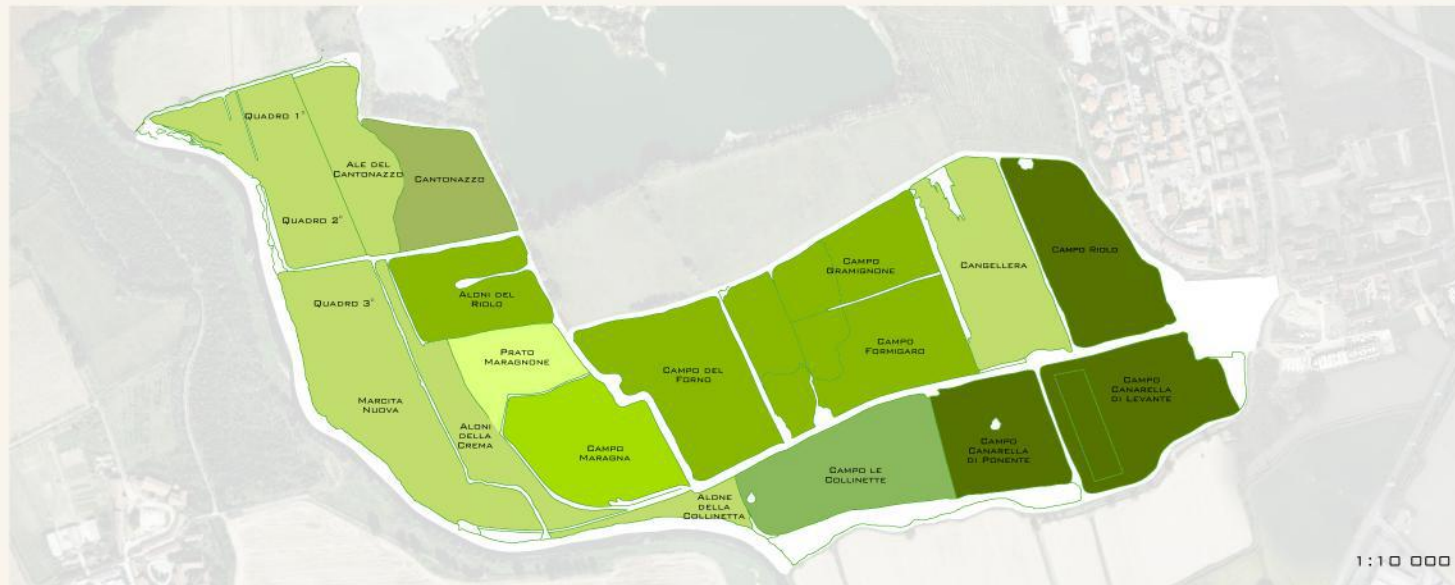 QUADRO 1°
ALE DEL
CANTONAZZO
CANTONAZZO
QUADRO 2°
CAMPO
GRAMIGNONE
CANGELLERA
CAMPO RIOLO
QUADRO 3°
ALONI DEL
RIOLO
PRATO
MARAGNONE
CAMPO
FORMIGARO
CAMPO DEL
FORNO
CAMPO
CANARELLA
DI LEVANTE
MARCITA
NUOVA
ALONI
DELLA
CREMA
CAMPO
MARAGNA
CAMPO
CANARELLA
DI PONENTE
CAMPO LE
COLLINETTE
ALONE
DELLA
COLLINETTA
1:10 000